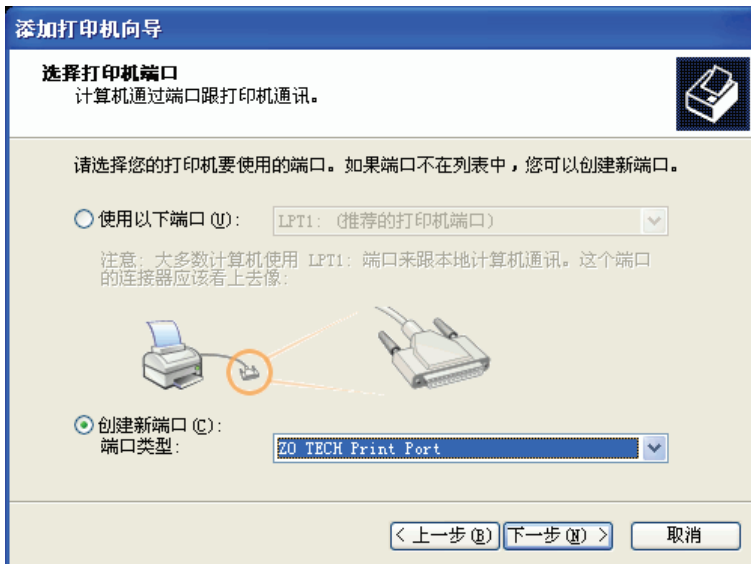 添加打印机向导
选择打印机端口
计算机通过端口跟打印机通讯。
请选择您的打印机要使用的端口。如果端口不在列表中，您可以创建新端口。
使用以下端口(U): LPT1: (推荐的打印机端口)
注意: 大多数计算机使用 LPT1: 端口来跟本地计算机通讯。这个端口
的连接器应该看上去像:
创建新端口(C):
端口类型: ZO TECH Print Port
< 上一步(B) 下一步(N) > 取消